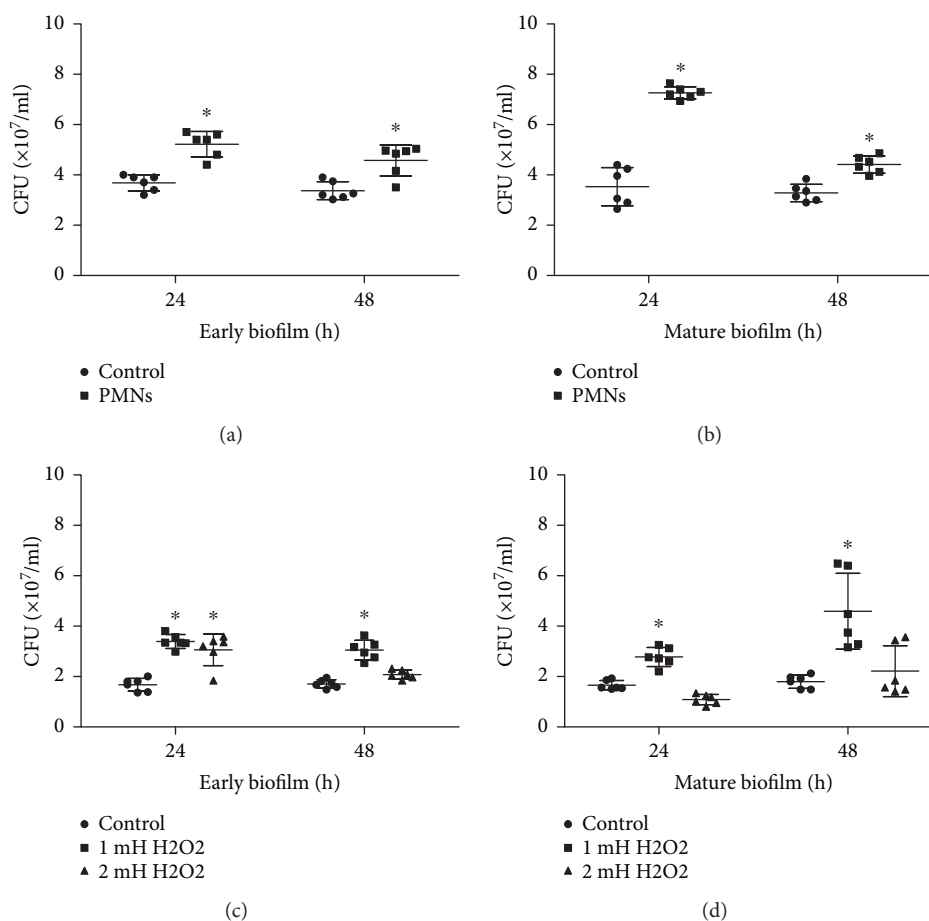 10
8
6
4
2
0
CFU (×10⁷/ml)
*
*
24
48
Early biofilm (h)
Control
PMNs
(a)
10
8
6
4
2
0
CFU (×10⁷/ml)
*
*
24
48
Mature biofilm (h)
Control
PMNs
(b)
10
8
6
4
2
0
CFU (×10⁷/ml)
* *
*
24
48
Early biofilm (h)
Control
1 mH H2O2
2 mH H2O2
(c)
10
8
6
4
2
0
CFU (×10⁷/ml)
*
*
24
48
Mature biofilm (h)
Control
1 mH H2O2
2 mH H2O2
(d)